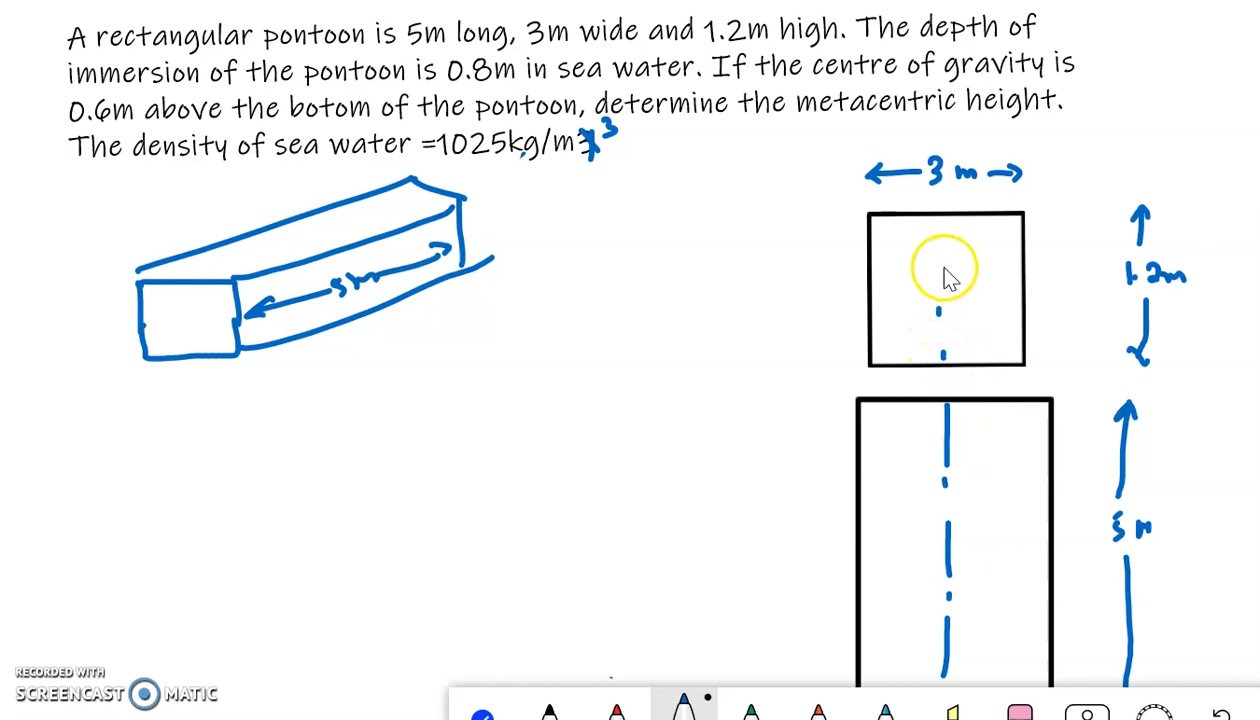 A rectangular pontoon is 5m long, 3m wide and 1.2m high. The depth of
immersion of the pontoon is 0.8m in sea water. If the centre of gravity is
0.6m above the botom of the pontoon, determine the metacentric height.
The density of sea water =1025kg/m3
3 m
1.2m
5m
5 m
RECORDED WITH
SCREENCAST MATIC